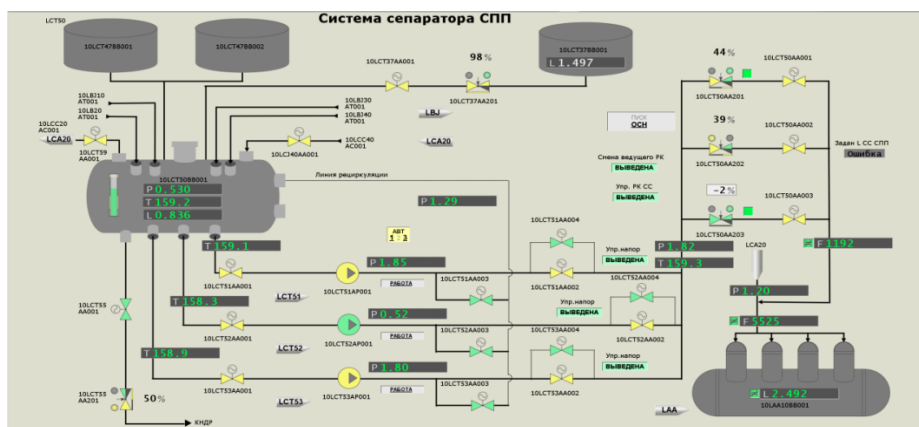 Система сепаратора СПП
LCT50
10LCT47BB001
10LCT47BB002
10LCT37AA001
98 %
10LCT37AA201
10LCT37BB001
L 1.497
44 %
10LCT50AA201
10LCT50AA001
39 %
10LCT50AA202
10LCT50AA002
-2 %
10LCT50AA203
10LCT50AA003
10LBJ10
AT001
10LBJ20
AT001
10LCC20
AC001
LCA20
10LCT59
AA001
10LBJ30
AT001
10LBJ40
AT001
10LCC40
AC001
10LCJ40AA001
LBJ
LCA20
ПУСК
ОСН
Смена ведущего РК
ВЫВЕДЕНА
Упр. РК СС
ВЫВЕДЕНА
Задан L СС СПП
Ошибка
10LCT50BB001
P 0.530
T 159.2
L 0.836
Линия рециркуляции
P 1.29
АВТ
1 : 3
T 159.1
10LCT51AA001
LCT51
P 1.85
10LCT51AP001
РАБОТА
10LCT51AA003
10LCT51AA004
10LCT51AA002
Упр.напор
ВЫВЕДЕНА
P 1.82
T 159.3
F 1192
LCA20
P 1.20
F 5525
T 158.3
10LCT52AA001
LCT52
P 0.52
10LCT52AP001
РАБОТА
10LCT52AA003
10LCT52AA004
10LCT52AA002
Упр.напор
ВЫВЕДЕНА
T 158.9
10LCT53AA001
LCT53
P 1.80
10LCT53AP001
РАБОТА
10LCT53AA003
10LCT53AA004
10LCT53AA002
Упр.напор
ВЫВЕДЕНА
10LCT55
AA001
10LCT55
AA201
50 %
КНДР
LAA
L 2.492
10LAA10BB001